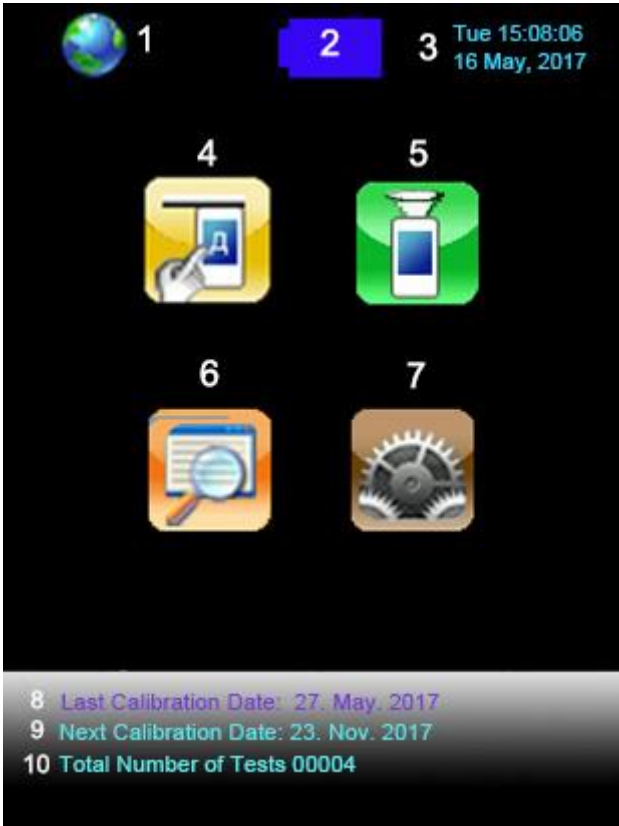 1
2
3
Tue 15:08:06
16 May, 2017
4
5
Д
6
7
8 Last Calibration Date: 27. May. 2017
9 Next Calibration Date: 23. Nov. 2017
10 Total Number of Tests 00004